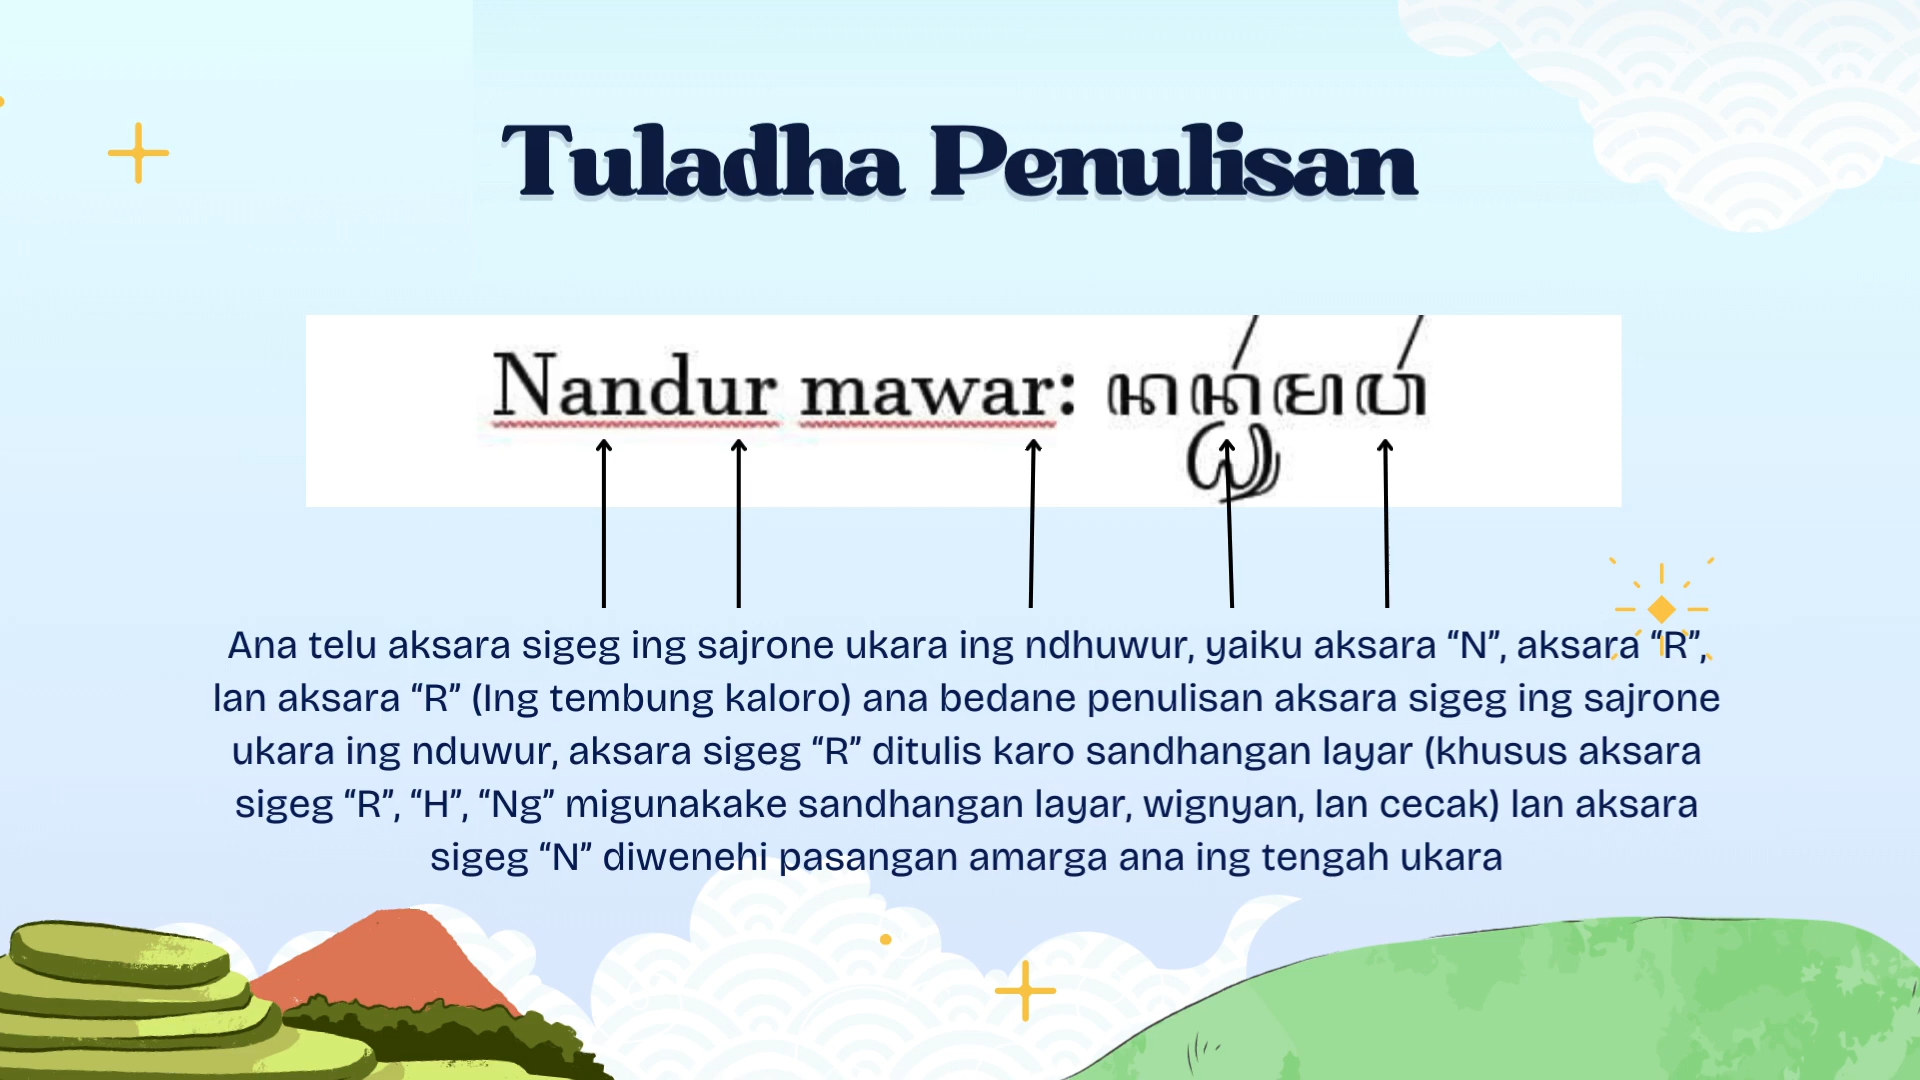 Tuladha Penulisan
Nandur mawar: ꦤꦤ꧀ꦢꦸꦂꦩꦮꦂ
Ana telu aksara sigeg ing sajrone ukara ing ndhuwur, yaiku aksara “N”, aksara “R”,
lan aksara “R” (Ing tembung kaloro) ana bedane penulisan aksara sigeg ing sajrone
ukara ing nduwur, aksara sigeg “R” ditulis karo sandhangan layar (khusus aksara
sigeg “R”, “H”, “Ng” migunakake sandhangan layar, wignyan, lan cecak) lan aksara
sigeg “N” diwenehi pasangan amarga ana ing tengah ukara